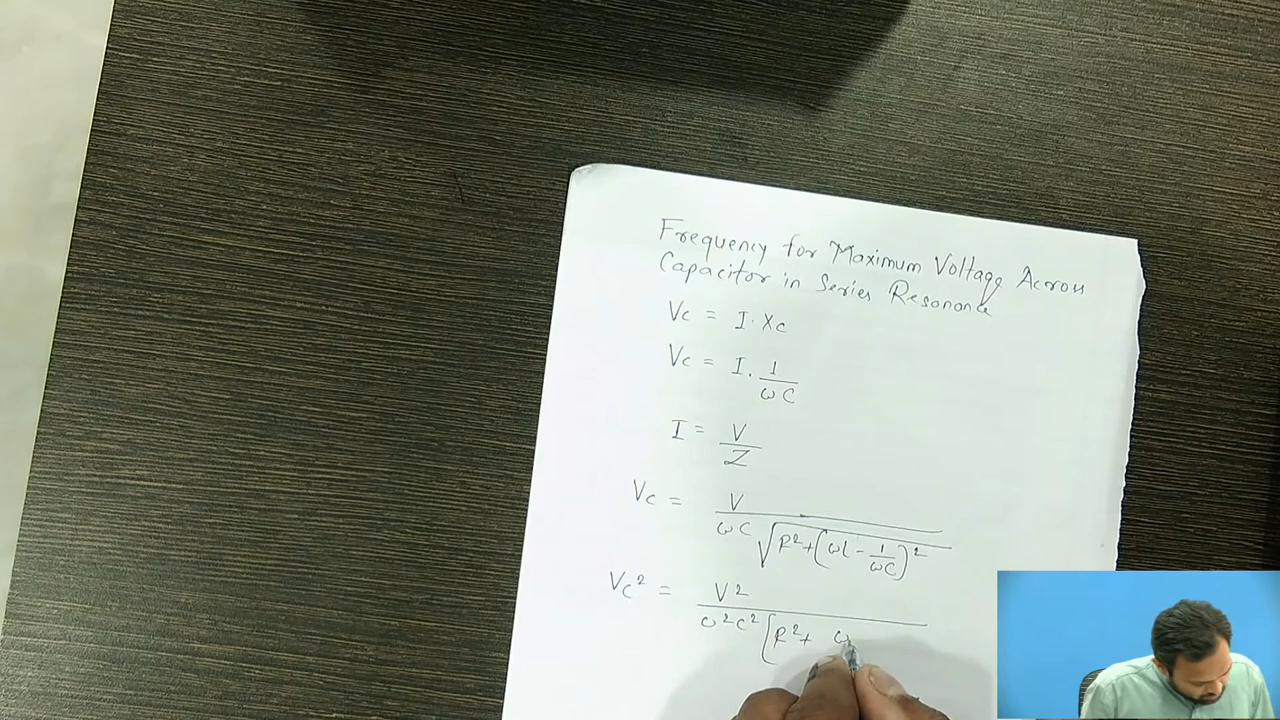 Frequency for Maximum Voltage Across
Capacitor in Series Resonance
Vc = I · Xc
Vc = I · 1/ωC
I = V/Z
Vc = V/ωC√R²+(ωL-1/ωC)²
Vc² = V²/ω²C²[R²+ ω